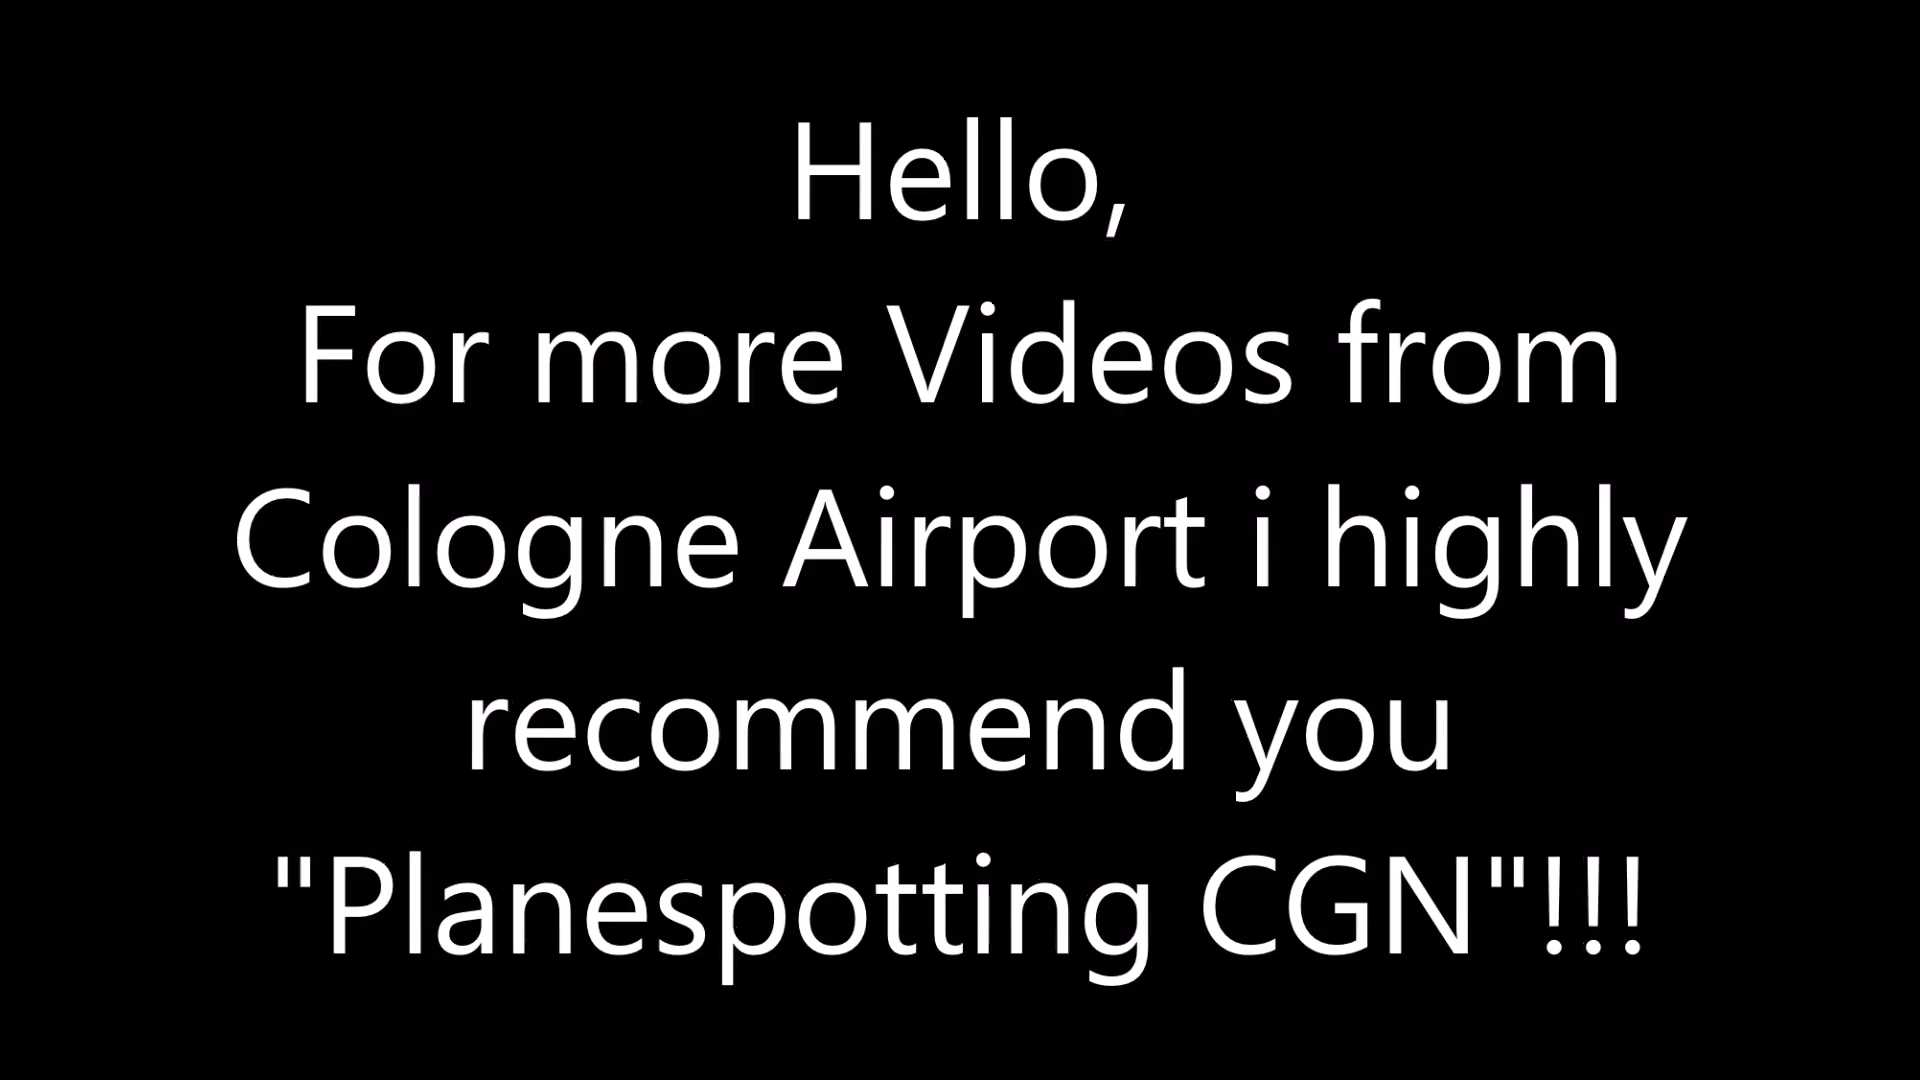 Hello,
For more Videos from
Cologne Airport i highly
recommend you
"Planespotting CGN"!!!